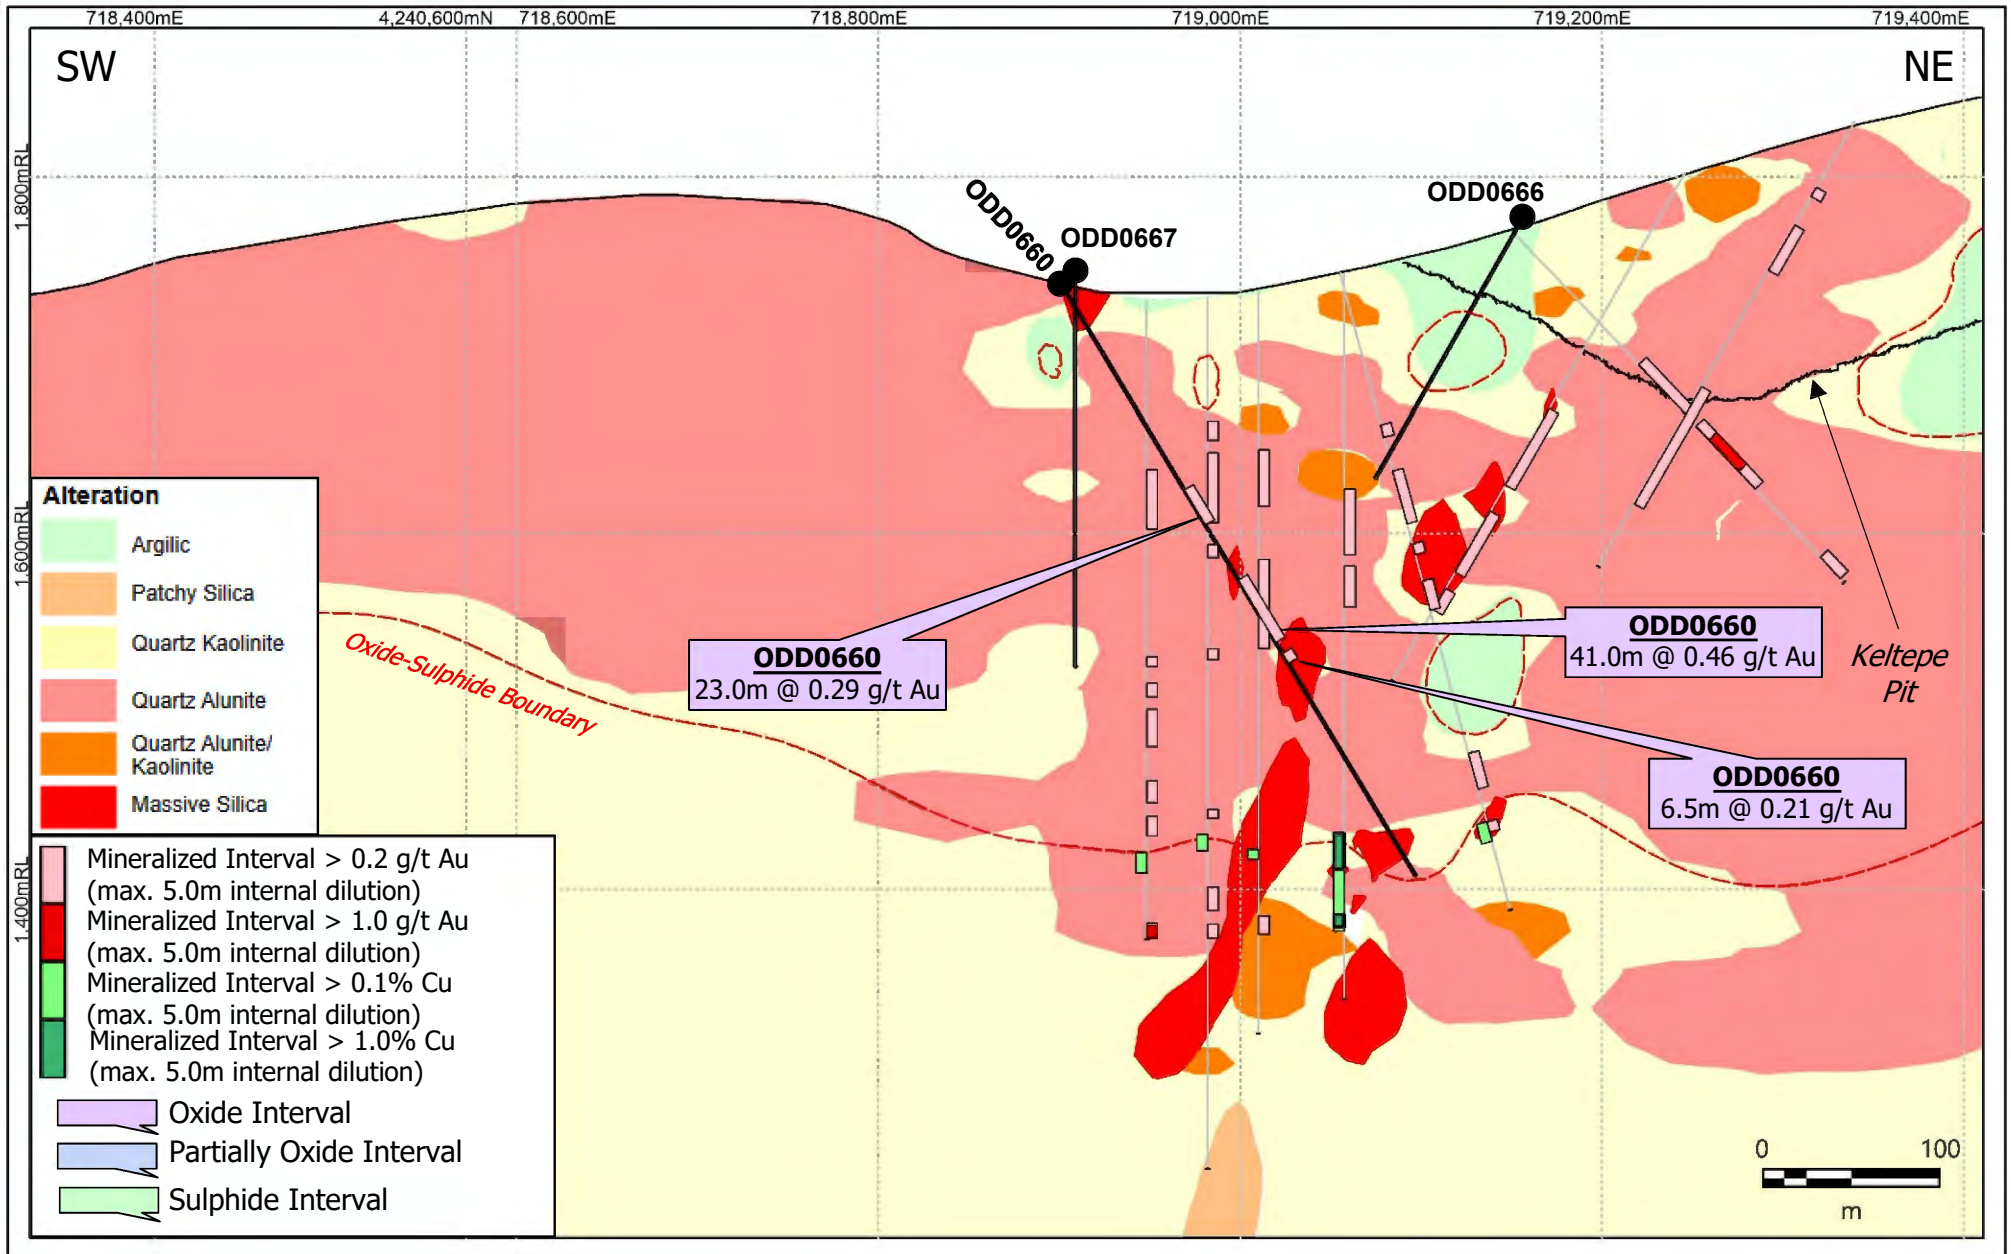 718,400mE
4,240,600mN
718,600mE
718,800mE
719,000mE
719,200mE
719,400mE
SW
NE
1.800mRL
1.600mRL
1.400mRL
ODD0660
ODD0667
ODD0666
Alteration
Argilic
Patchy Silica
Quartz Kaolinite
Quartz Alunite
Quartz Alunite/
Kaolinite
Massive Silica
Oxide-Sulphide Boundary
ODD0660
23.0m @ 0.29 g/t Au
ODD0660
41.0m @ 0.46 g/t Au
ODD0660
6.5m @ 0.21 g/t Au
Keltepe
Pit
Mineralized Interval > 0.2 g/t Au
(max. 5.0m internal dilution)
Mineralized Interval > 1.0 g/t Au
(max. 5.0m internal dilution)
Mineralized Interval > 0.1% Cu
(max. 5.0m internal dilution)
Mineralized Interval > 1.0% Cu
(max. 5.0m internal dilution)
Oxide Interval
Partially Oxide Interval
Sulphide Interval
0
100
m